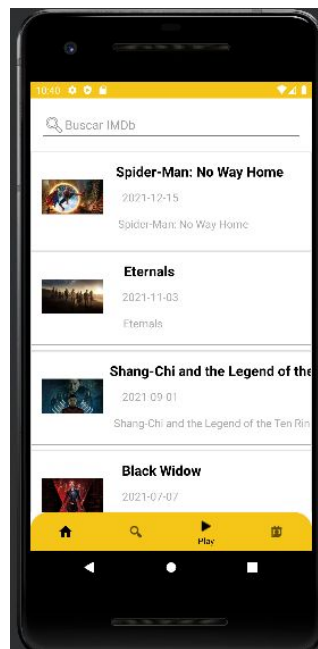 10:40
Buscar IMDb
Spider-Man: No Way Home
2021-12-15
Spider-Man: No Way Home
Eternals
2021-11-03
Eternals
Shang-Chi and the Legend of the
2021-09-01
Shang-Chi and the Legend of the Ten Rin
Black Widow
2021-07-07
Play